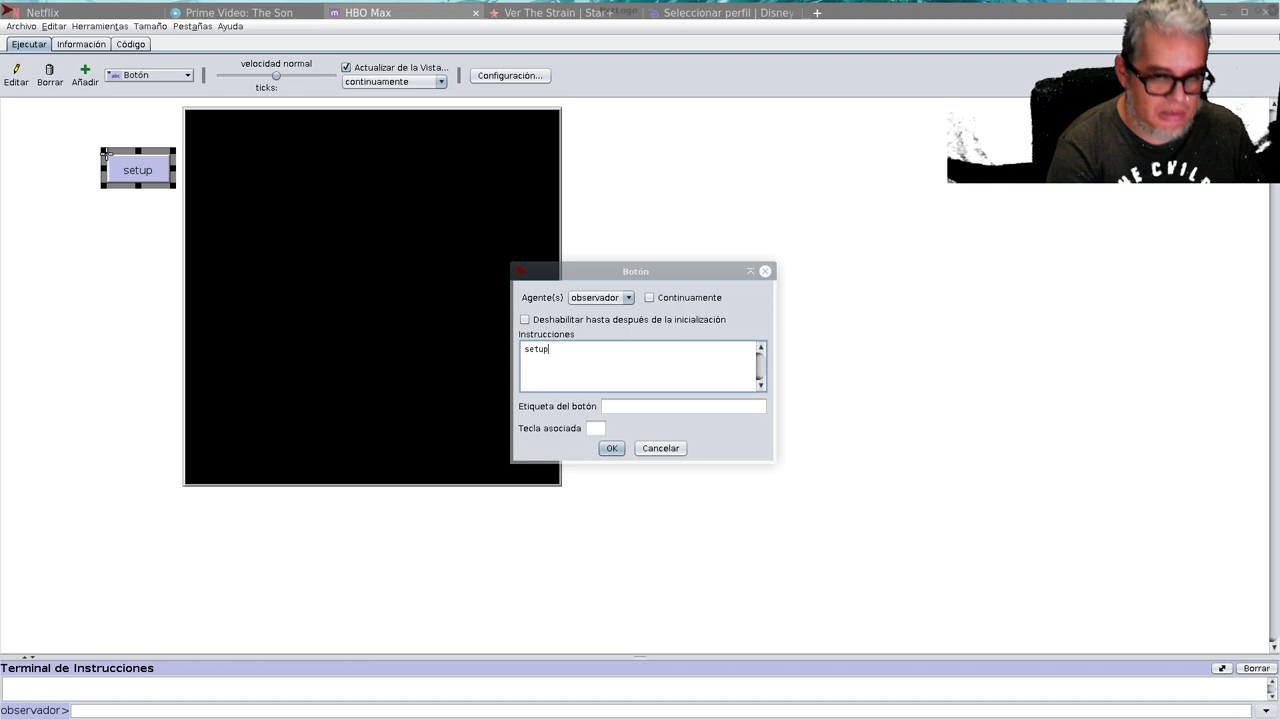 Netflix
Prime Video: The Son
HBO Max
Ver The Strain | Star+
Seleccionar perfil | Disney
Archivo Editar Herramientas Tamaño Pestañas Ayuda
Ejecutar Información Código
Editar Borrar Añadir
abc Botón
velocidad normal
ticks:
Actualizar de la Vista...
continuamente
Configuración...
setup
Botón
Agente(s) observador Continuamente
Deshabilitar hasta después de la inicialización
Instrucciones
setup
Etiqueta del botón
Tecla asociada
OK Cancelar
Terminal de Instrucciones
Borrar
observador>